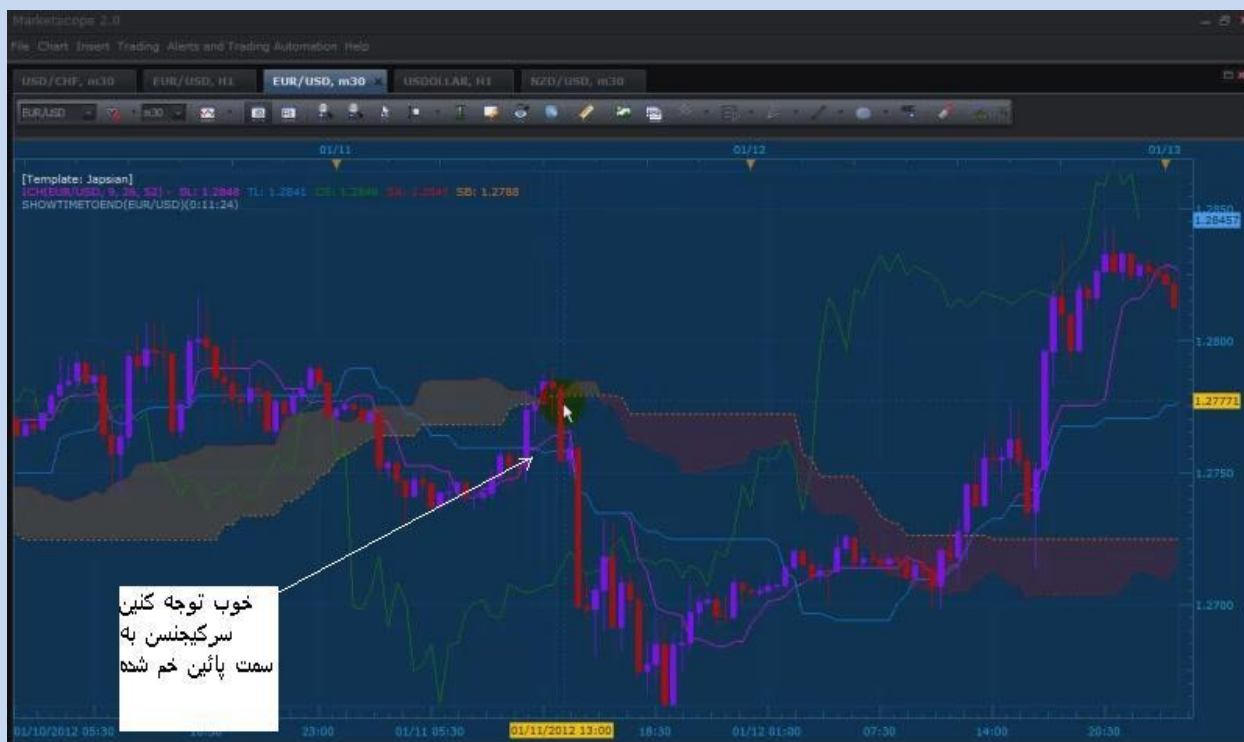 Marketscope 2.0
File Chart Insert Trading Alerts and Trading Automation Help
USD/CHF, m30 EUR/USD, H1 EUR/USD, m30 USDOLLAR, H1 NZD/USD, m30
EUR/USD m30
01/11 01/12 01/13
[Template: Japsian]
ICH(EUR/USD, 9, 26, 52) - SL: 1.2848 TL: 1.2841 SB: 1.2788
SHOWTIMETOEND(EUR/USD)(0:11:24)
1.2850
1.28457
1.2800
1.27771
1.2750
1.2700
خوب توجه کنین
سرکیجنسن به
سمت پائین خم شده
01/10/2012 05:30 23:00 01/11 05:30 01/11/2012 13:00 18:30 01/12 01:00 07:30 14:00 20:30